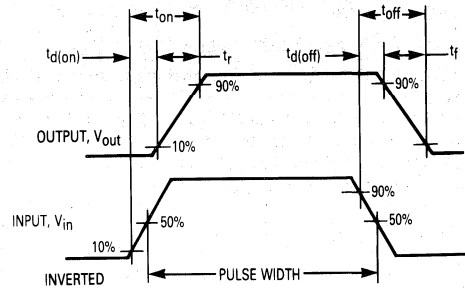 ton toff
td(on) tr td(off) tf
90% 90%
OUTPUT, Vout
10%
90%
INPUT, Vin 50% 50%
10%
INVERTED PULSE WIDTH